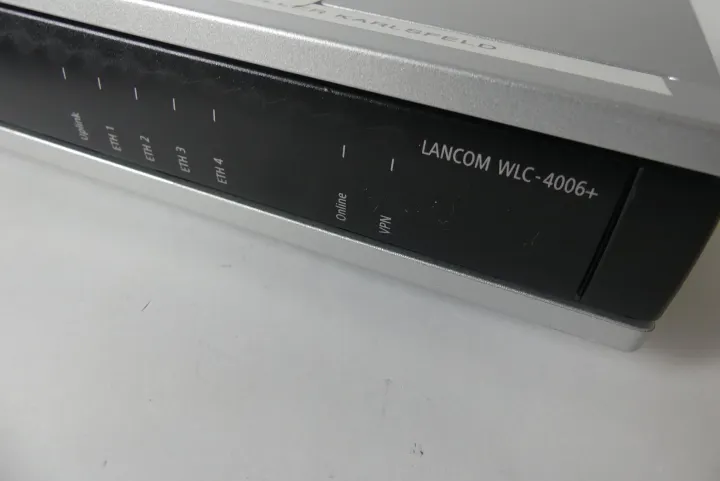 KARLSFELD
LANCOM WLC-4006+
Uplink
ETH 1
ETH 2
ETH 3
ETH 4
Online
VPN